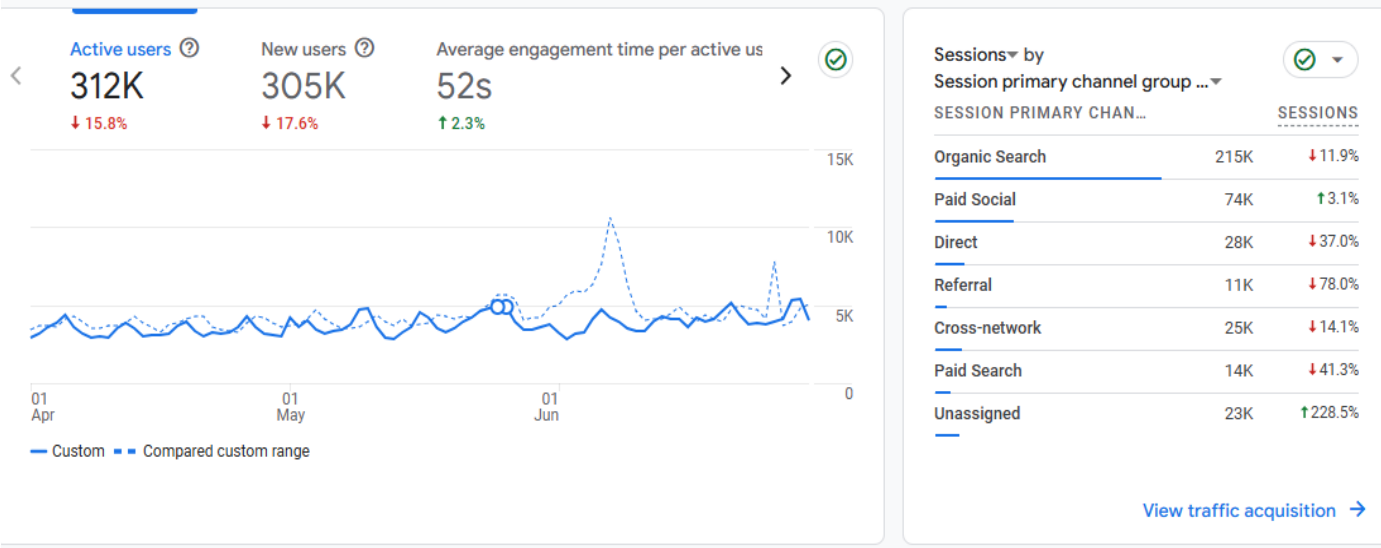 Active users
312K
↓ 15.8%
New users
305K
↓ 17.6%
Average engagement time per active us
52s
↑ 2.3%
15K
10K
5K
0
01
Apr
01
May
01
Jun
Custom
Compared custom range
Sessions by
Session primary channel group ...
SESSION PRIMARY CHAN... SESSIONS
Organic Search 215K ↓11.9%
Paid Social 74K ↑3.1%
Direct 28K ↓37.0%
Referral 11K ↓78.0%
Cross-network 25K ↓14.1%
Paid Search 14K ↓41.3%
Unassigned 23K ↑228.5%
View traffic acquisition →